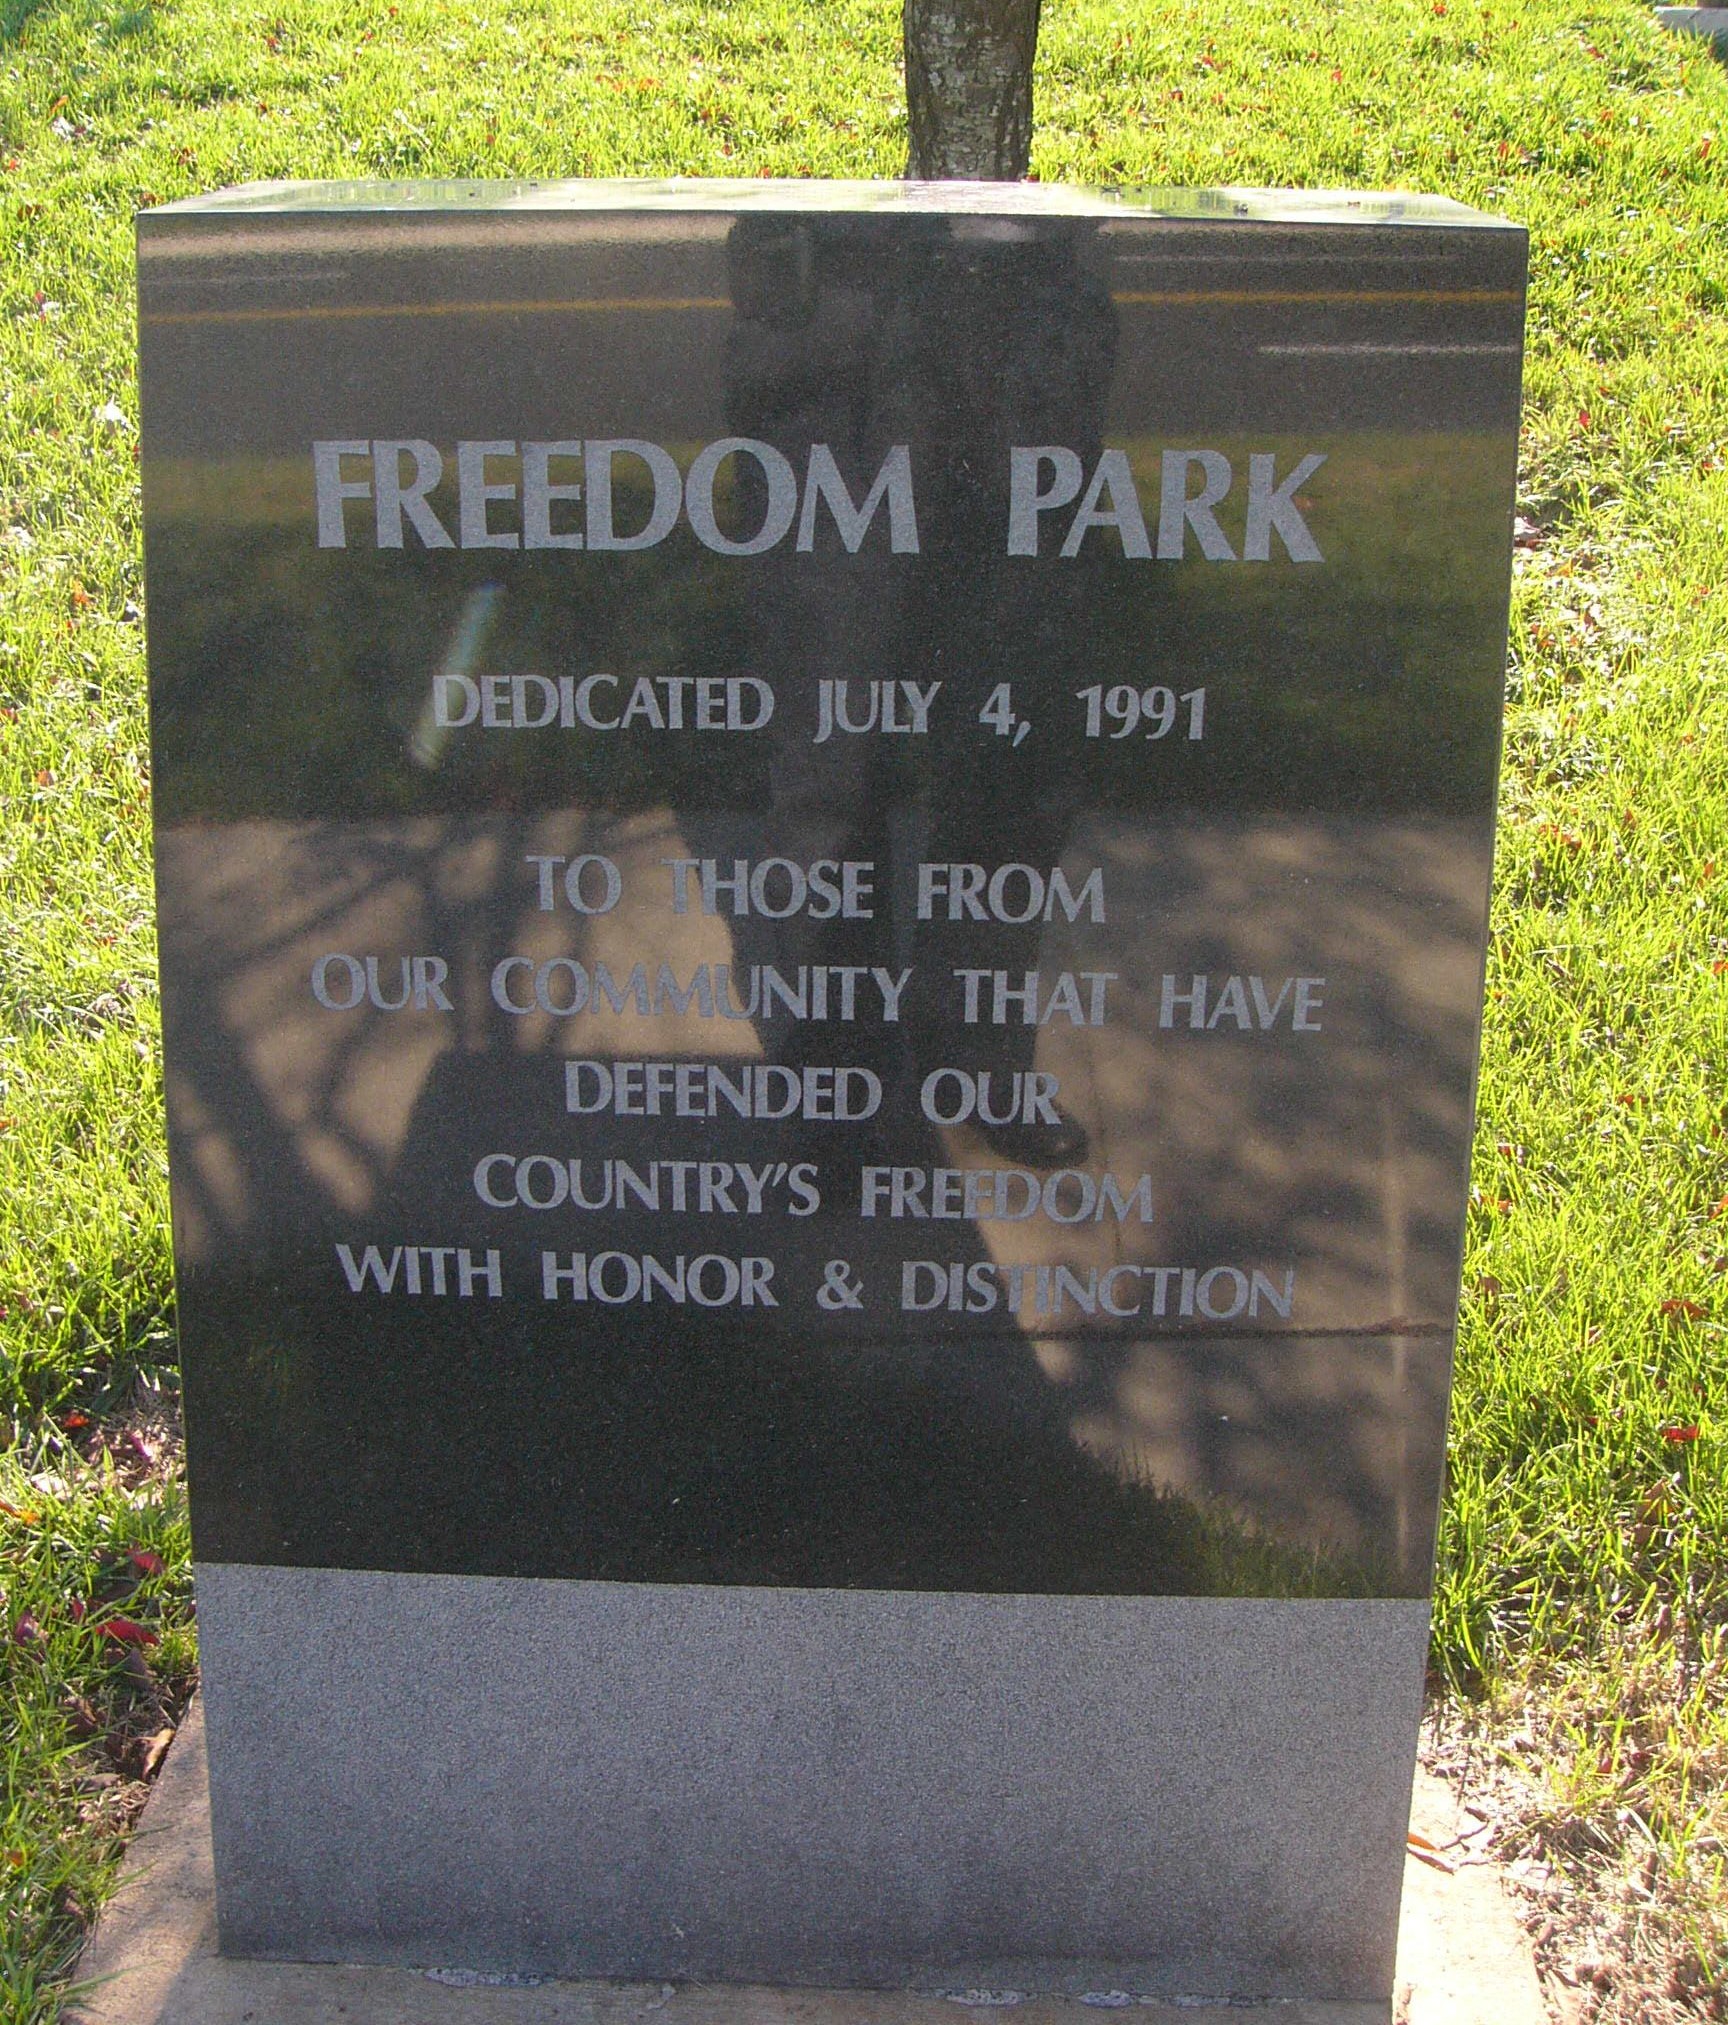 FREEDOM PARK
DEDICATED JULY 4, 1991
TO THOSE FROM
OUR COMMUNITY THAT HAVE
DEFENDED OUR
COUNTRY'S FREEDOM
WITH HONOR & DISTINCTION